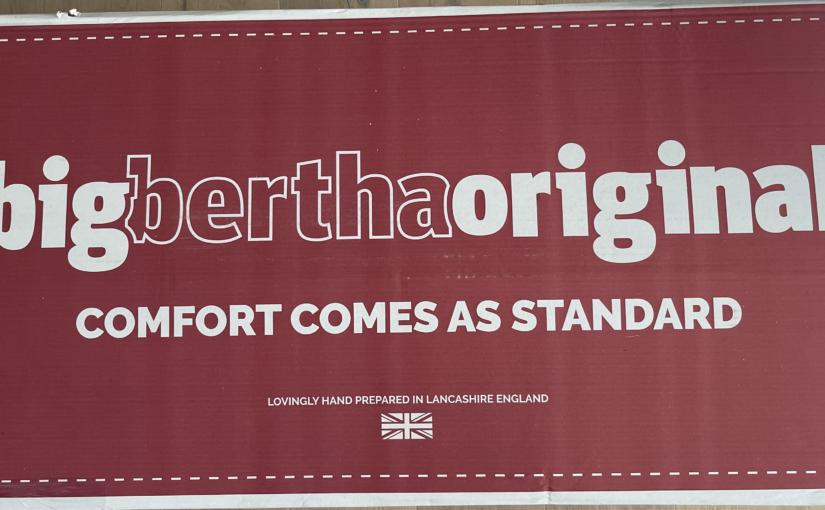 bigberthaoriginal
COMFORT COMES AS STANDARD
LOVINGLY HAND PREPARED IN LANCASHIRE ENGLAND